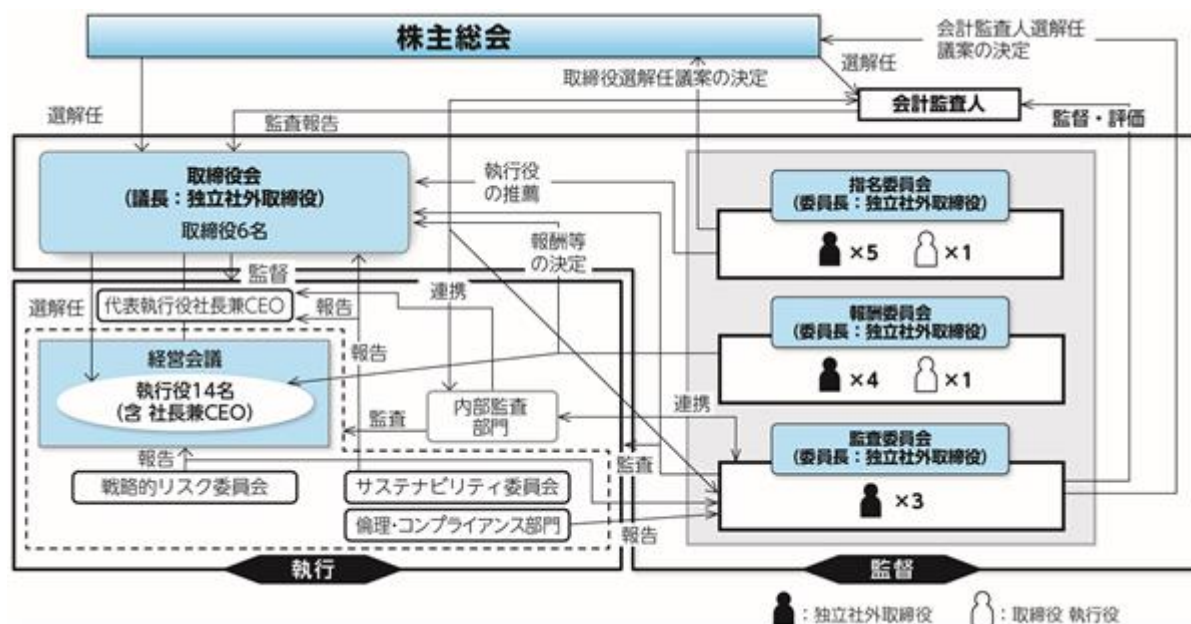 株主総会
会計監査人選解任
議案の決定
選解任
取締役選解任議案の決定
会計監査人
選解任
監査報告
監督・評価
取締役会
(議長：独立社外取締役)
取締役6名
執行役
の推薦
指名委員会
(委員長：独立社外取締役)
×5
×1
報酬等
の決定
監督
連携
選解任
代表執行役社長兼CEO
報告
報酬委員会
(委員長：独立社外取締役)
×4
×1
経営会議
報告
執行役14名
(含 社長兼CEO)
内部監査
部門
監査
連携
監査委員会
(委員長：独立社外取締役)
×3
報告
監査
戦略的リスク委員会
サステナビリティ委員会
倫理・コンプライアンス部門
報告
執行
監督
：独立社外取締役
：取締役 執行役